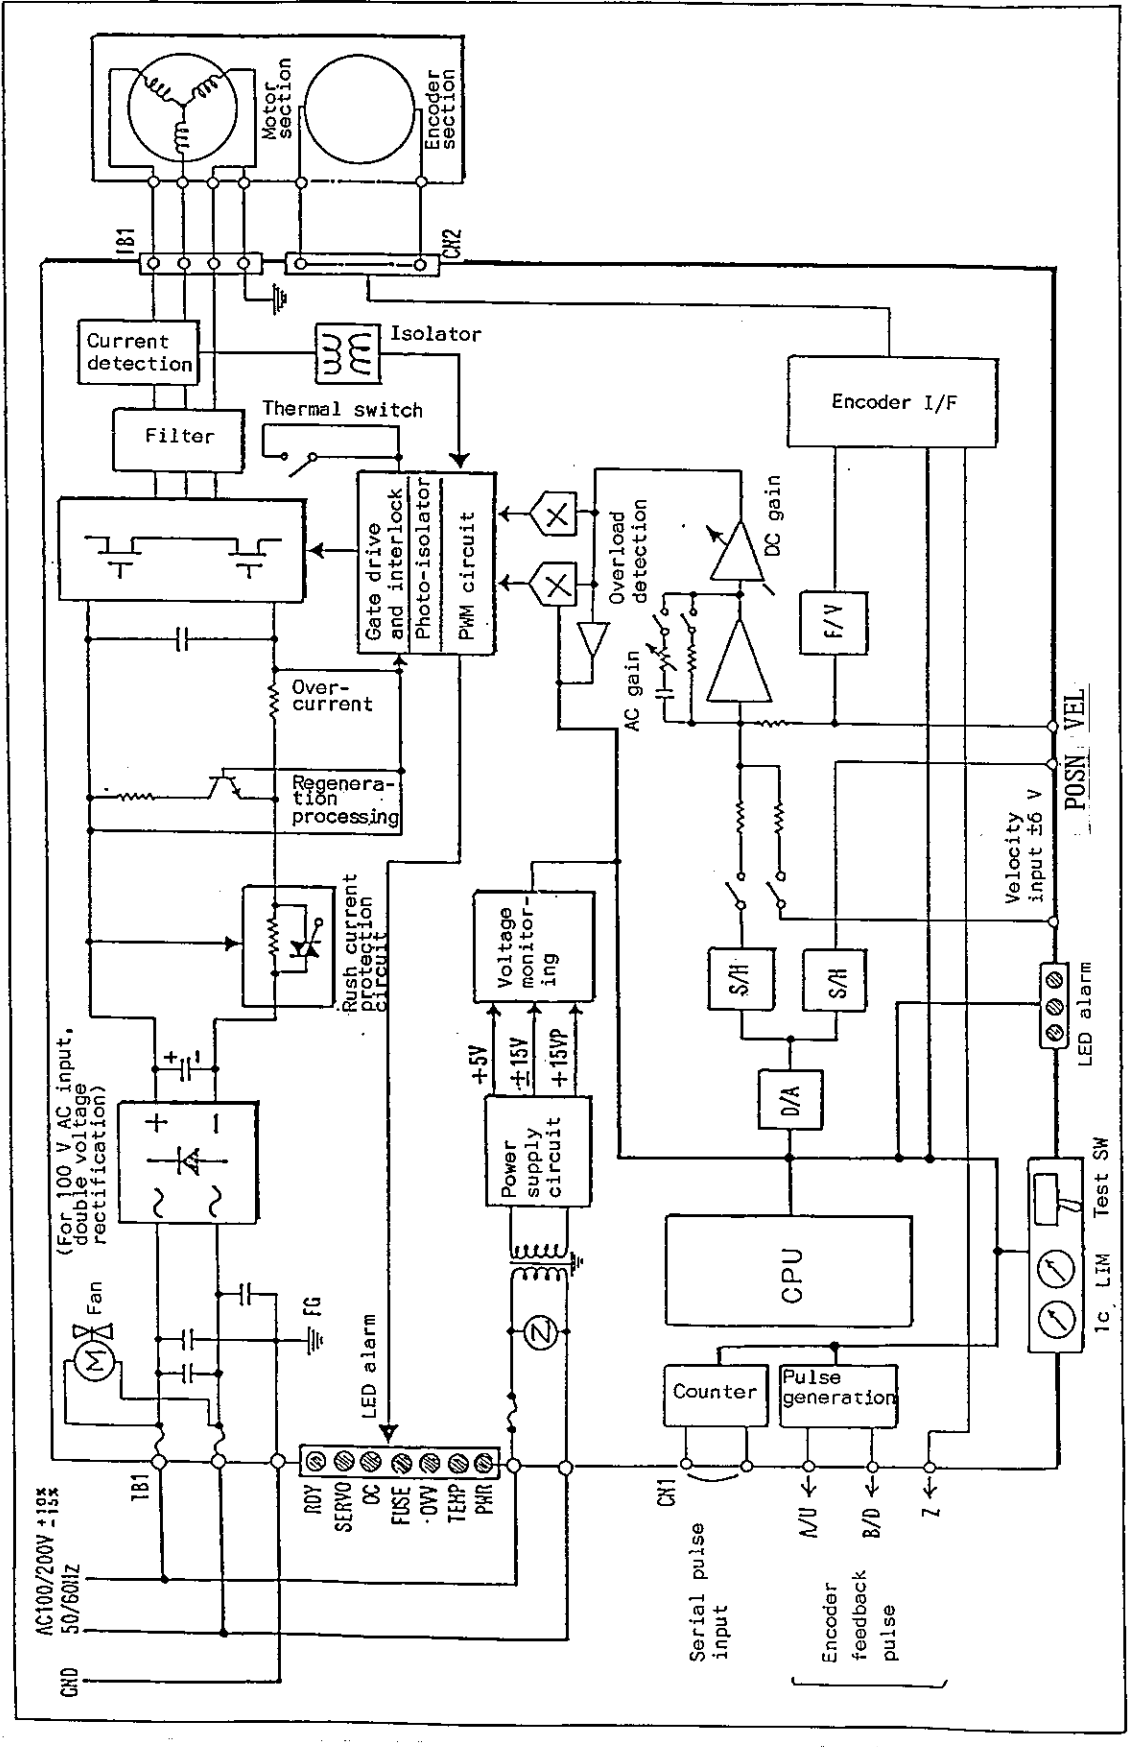 Motor
section
Encoder
section
TB1
CN2
Current
detection
Isolator
Filter
Thermal switch
Encoder I/F
Gate drive
and interlock
Photo-isolator
PWM circuit
X
X
Overload
detection
DC gain
AC gain
F/V
Over-
current
Regenera-
tion
processing
POSN VEL
Velocity
input ±6 V
Rush current
protection
circuit
Voltage
monitor-
ing
S/H
S/H
LED alarm
+5V
±15V
+15VP
(For 100 V AC input,
double voltage
rectification)
+
-
+
-
Power
supply
circuit
D/A
CPU
Test SW
LIM
1c
Fan
M
FG
Z
LED alarm
Counter
Pulse
generation
TB1
RDY
SERVO
OC
FUSE
OVV
TEMP
PWR
CN1
A/U
B/D
Z
AC100/200V +10%
-15%
50/60HZ
GND
Serial pulse
input
Encoder
feedback
pulse